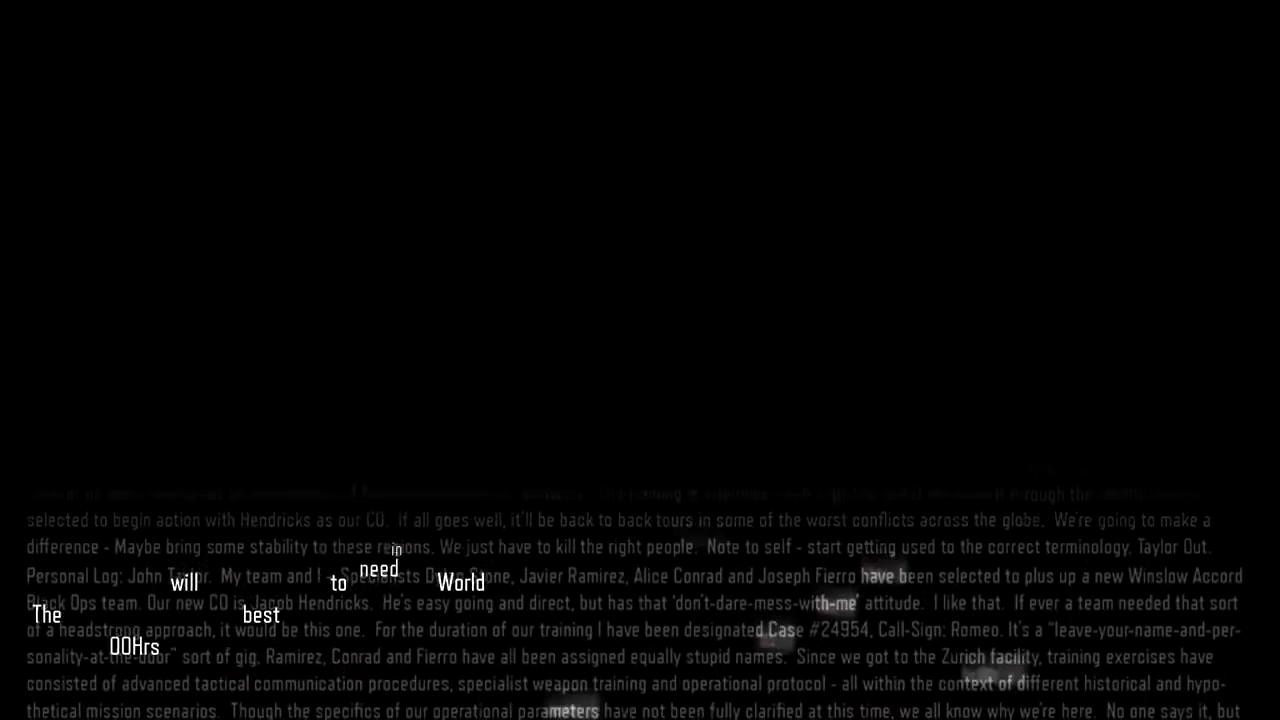 selected to begin action with Hendricks as our CO. If all goes well, it'll be back to back tours in some of the worst conflicts across the globe. We're going to make a
difference - Maybe bring some stability to these regions. We just have to kill the right people. Note to self - start getting used to the correct terminology. Taylor Out.
in
need
Personal Log: John Taylor. My team and I - Specialists Stone, Javier Ramirez, Alice Conrad and Joseph Fierro have been selected to plus up a new Winslow Accord
will to World
Black Ops team. Our new CO is Jacob Hendricks. He's easy going and direct, but has that 'don't-dare-mess-with-me' attitude. I like that. If ever a team needed that sort
The best
of a headstrong approach, it would be this one. For the duration of our training I have been designated Case #24954, Call-Sign: Romeo. It's a "leave-your-name-and-per-
00Hrs
sonality-at-the-door" sort of gig. Ramirez, Conrad and Fierro have all been assigned equally stupid names. Since we got to the Zurich facility, training exercises have
consisted of advanced tactical communication procedures, specialist weapon training and operational protocol - all within the context of different historical and hypo-
thetical mission scenarios. Though the specifics of our operational parameters have not been fully clarified at this time, we all know why we're here. No one says it, but